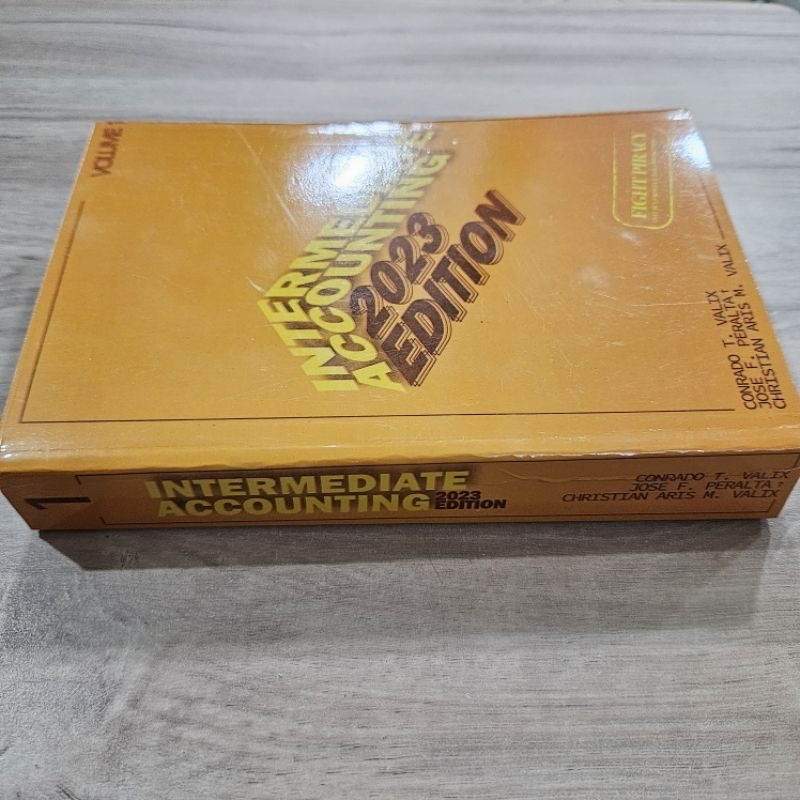 VOLUME 1
INTERMEDIATE
ACCOUNTING
2023
EDITION
FIGHT PIRACY
CONRADO T. VALIX
JOSE F. PERALTA†
CHRISTIAN ARIS M. VALIX
1
INTERMEDIATE
ACCOUNTING
2023
EDITION
CONRADO T. VALIX
JOSE F. PERALTA†
CHRISTIAN ARIS M. VALIX